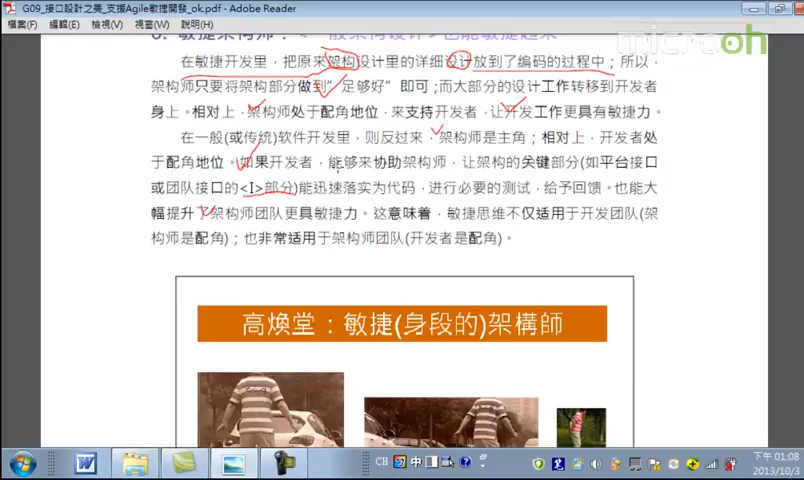 G09_接口設計之美_支援Agile敏捷開發_ok.pdf - Adobe Reader
檔案(F) 編輯(E) 檢視(V) 視窗(W) 說明(H)
microoh
在敏捷开发里，把原来架构设计里的详细设计放到了编码的过程中；所以，
架构师只要将架构部分做到”足够好”即可；而大部分的设计工作转移到开发者
身上。相对上，架构师处于配角地位，来支持开发者，让开发工作更具有敏捷力。
在一般(或传统)软件开发里，则反过来，架构师是主角；相对上，开发者处
于配角地位。如果开发者，能够来协助架构师，让架构的关键部分(如平台接口
或团队接口的<I>部分)能迅速落实为代码，进行必要的测试，给予回馈。也能大
幅提升了架构师团队更具敏捷力。这意味着，敏捷思维不仅适用于开发团队(架
构师是配角)；也非常适用于架构师团队(开发者是配角)。
高煥堂：敏捷(身段的)架構師
CH 中
下午 01:08
2013/10/3